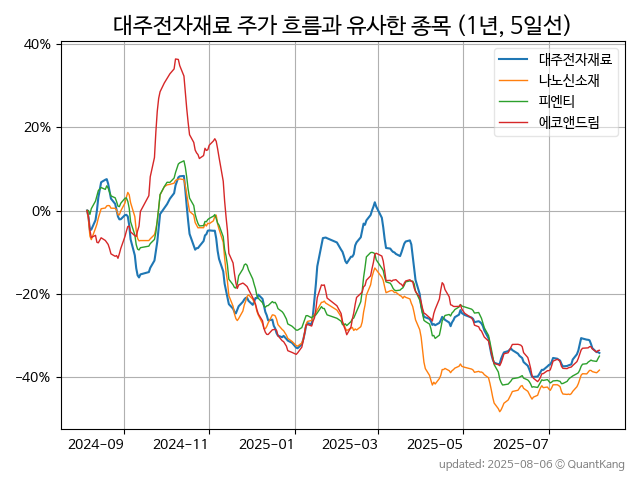 대주전자재료 주가 흐름과 유사한 종목 (1년, 5일선)
40%
20%
0%
−20%
−40%
대주전자재료
나노신소재
피엔티
에코앤드림
2024-09 2024-11 2025-01 2025-03 2025-05 2025-07
updated: 2025-08-06 © QuantKang